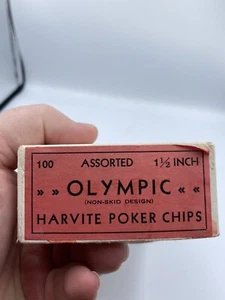 100 ASSORTED 1½ INCH
» » OLYMPIC « «
(NON-SKID DESIGN)
HARVITE POKER CHIPS